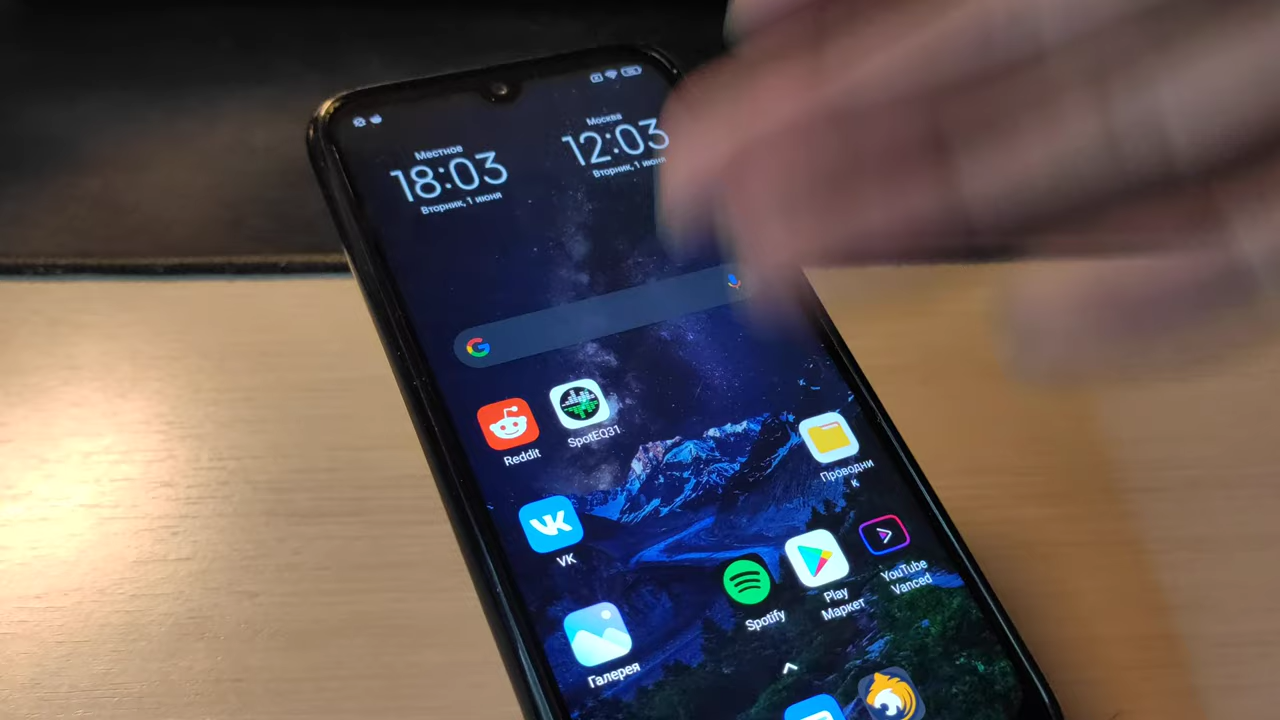 Местное
18:03
Вторник, 1 июня
Москва
12:03
Вторник, 1 июня
G
Reddit
SpotEQ31
Проводни
к
VK
VK
Spotify
Play
Маркет
YouTube
Vanced
Галерея